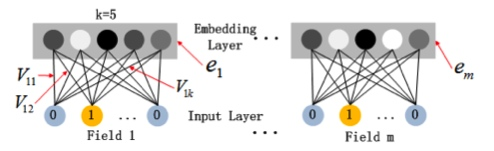 k=5
Embedding
Layer
...
V11
V12
V1k
e1
em
0 1 ... 0
Input Layer
0 1 ... 0
Field 1
...
Field m